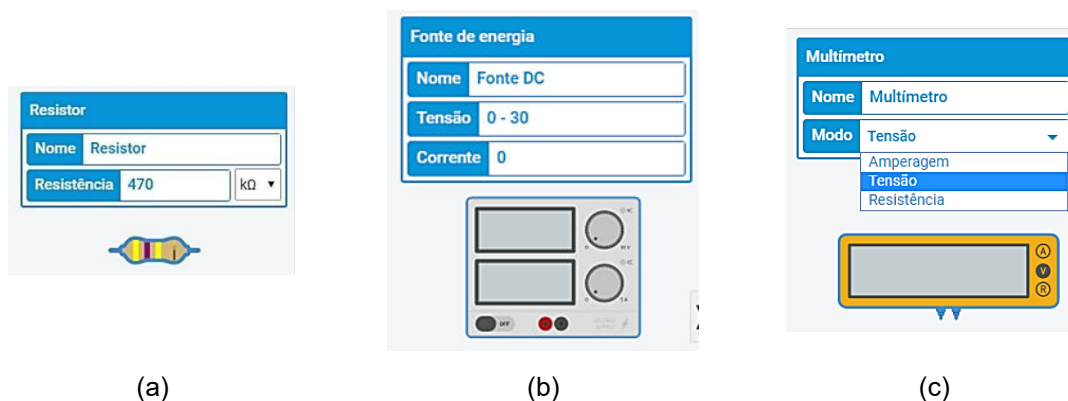 Resistor
Nome Resistor
Resistência 470 kΩ
Fonte de energia
Nome Fonte DC
Tensão 0 - 30
Corrente 0
OFF
Multímetro
Nome Multímetro
Modo Tensão
Amperagem
Tensão
Resistência
A
V
R
(a)
(b)
(c)